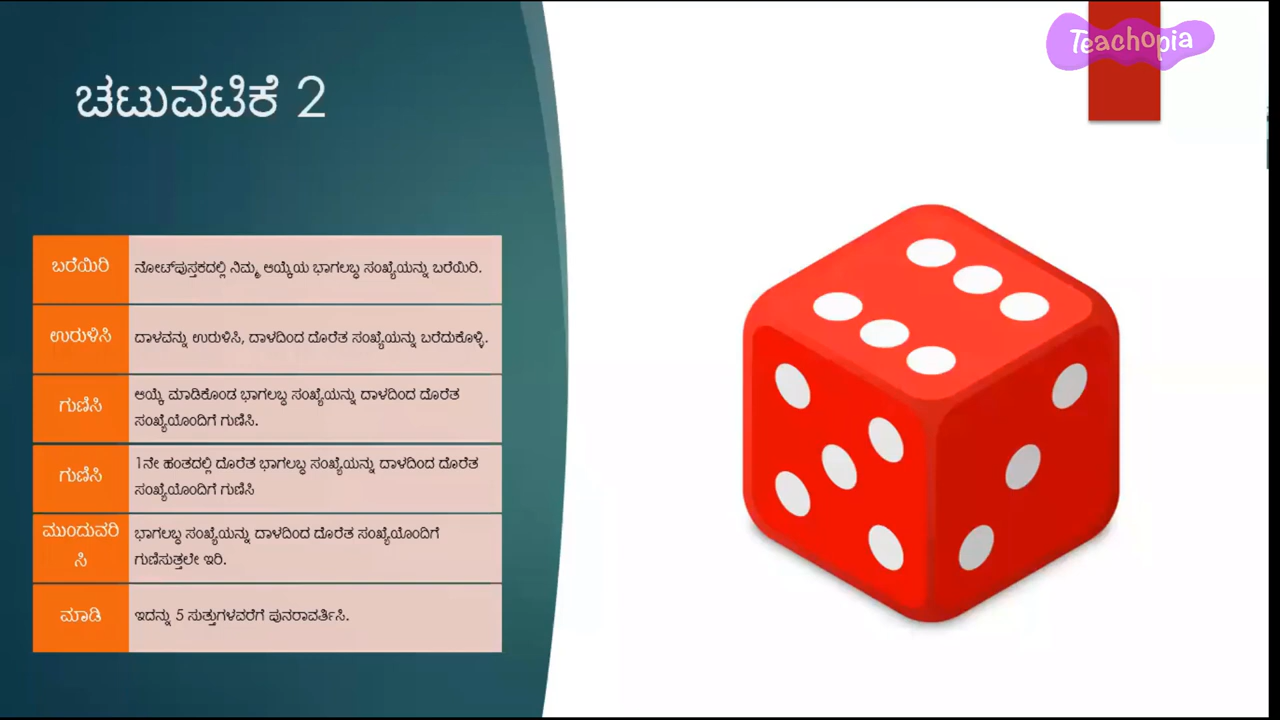 Teachopia
ಚಟುವಟಿಕೆ 2
ಬರೆಯಿರಿ
ನೋಟ್‌ಪುಸ್ತಕದಲ್ಲಿ ನಿಮ್ಮ ಆಯ್ಕೆಯ ಭಾಗಲಬ್ಧ ಸಂಖ್ಯೆಯನ್ನು ಬರೆಯಿರಿ.
ಉರುಳಿಸಿ
ದಾಳವನ್ನು ಉರುಳಿಸಿ, ದಾಳದಿಂದ ದೊರೆತ ಸಂಖ್ಯೆಯನ್ನು ಬರೆದುಕೊಳ್ಳಿ.
ಗುಣಿಸಿ
ಆಯ್ಕೆ ಮಾಡಿಕೊಂಡ ಭಾಗಲಬ್ಧ ಸಂಖ್ಯೆಯನ್ನು ದಾಳದಿಂದ ದೊರೆತ
ಸಂಖ್ಯೆಯೊಂದಿಗೆ ಗುಣಿಸಿ.
ಗುಣಿಸಿ
1ನೇ ಹಂತದಲ್ಲಿ ದೊರೆತ ಭಾಗಲಬ್ಧ ಸಂಖ್ಯೆಯನ್ನು ದಾಳದಿಂದ ದೊರೆತ
ಸಂಖ್ಯೆಯೊಂದಿಗೆ ಗುಣಿಸಿ
ಮುಂದುವರಿ
ಸಿ
ಭಾಗಲಬ್ಧ ಸಂಖ್ಯೆಯನ್ನು ದಾಳದಿಂದ ದೊರೆತ ಸಂಖ್ಯೆಯೊಂದಿಗೆ
ಗುಣಿಸುತ್ತಲೇ ಇರಿ.
ಮಾಡಿ
ಇದನ್ನು 5 ಸುತ್ತುಗಳವರೆಗೆ ಪುನರಾವರ್ತಿಸಿ.